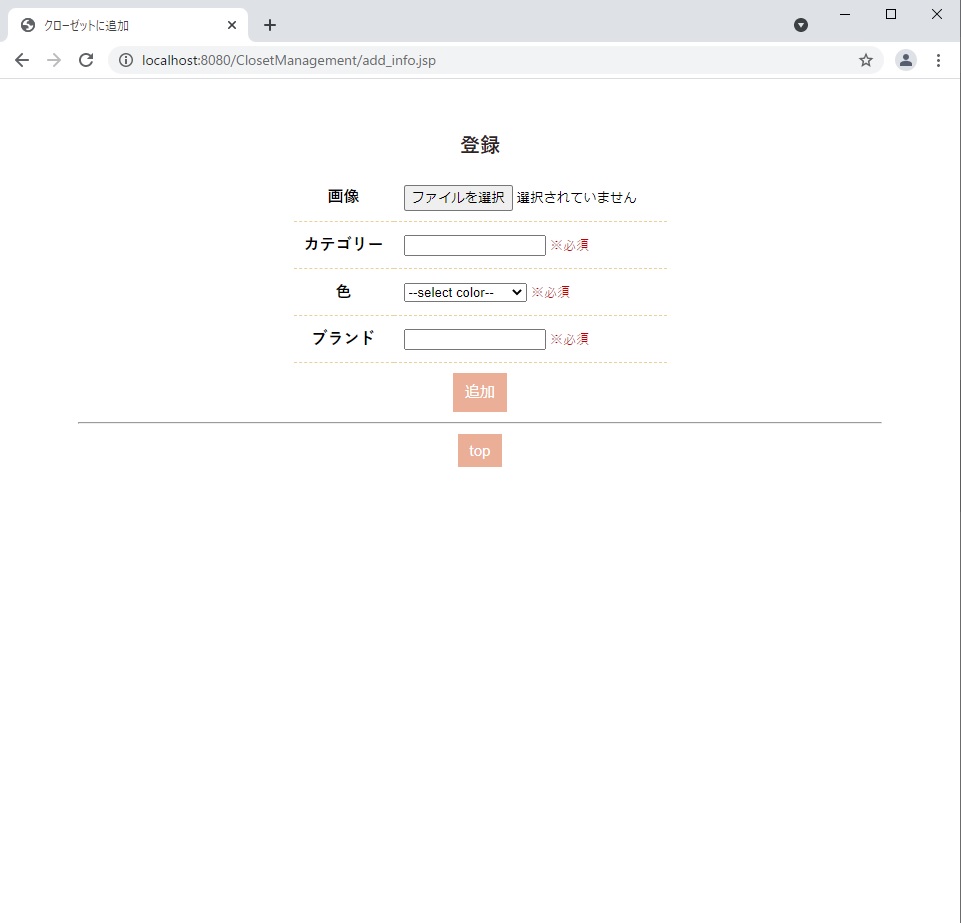 クローゼットに追加
localhost:8080/ClosetManagement/add_info.jsp
登録
画像 ファイルを選択 選択されていません
カテゴリー ※必須
色 --select color-- ※必須
ブランド ※必須
追加
top